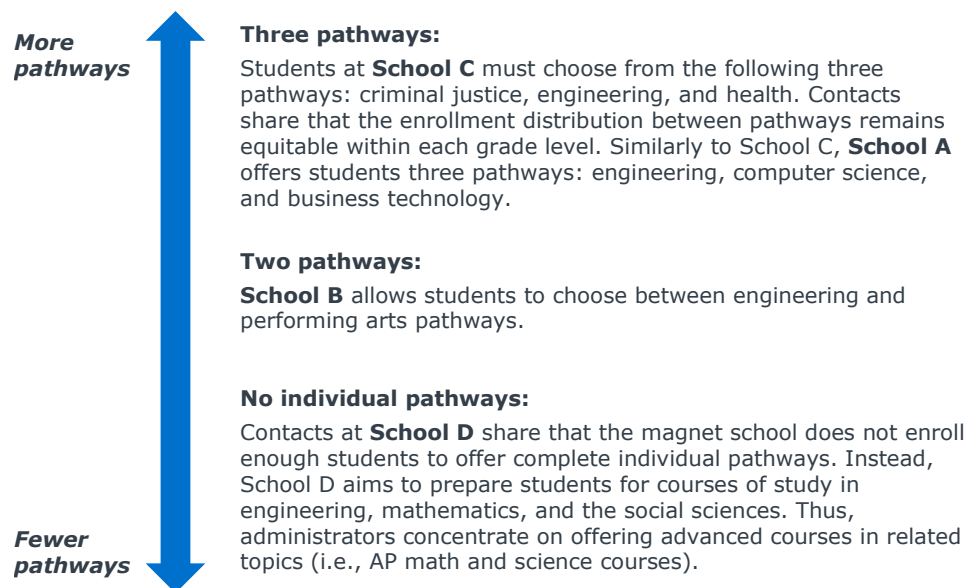 More
pathways
Three pathways:
Students at School C must choose from the following three
pathways: criminal justice, engineering, and health. Contacts
share that the enrollment distribution between pathways remains
equitable within each grade level. Similarly to School C, School A
offers students three pathways: engineering, computer science,
and business technology.
Two pathways:
School B allows students to choose between engineering and
performing arts pathways.
No individual pathways:
Contacts at School D share that the magnet school does not enroll
enough students to offer complete individual pathways. Instead,
School D aims to prepare students for courses of study in
engineering, mathematics, and the social sciences. Thus,
administrators concentrate on offering advanced courses in related
topics (i.e., AP math and science courses).
Fewer
pathways